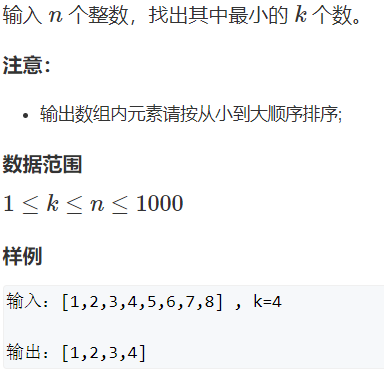 输入 n 个整数，找出其中最小的 k 个数。
注意：
• 输出数组内元素请按从小到大顺序排序;
数据范围
1 ≤ k ≤ n ≤ 1000
样例
输入：[1,2,3,4,5,6,7,8] , k=4
输出：[1,2,3,4]